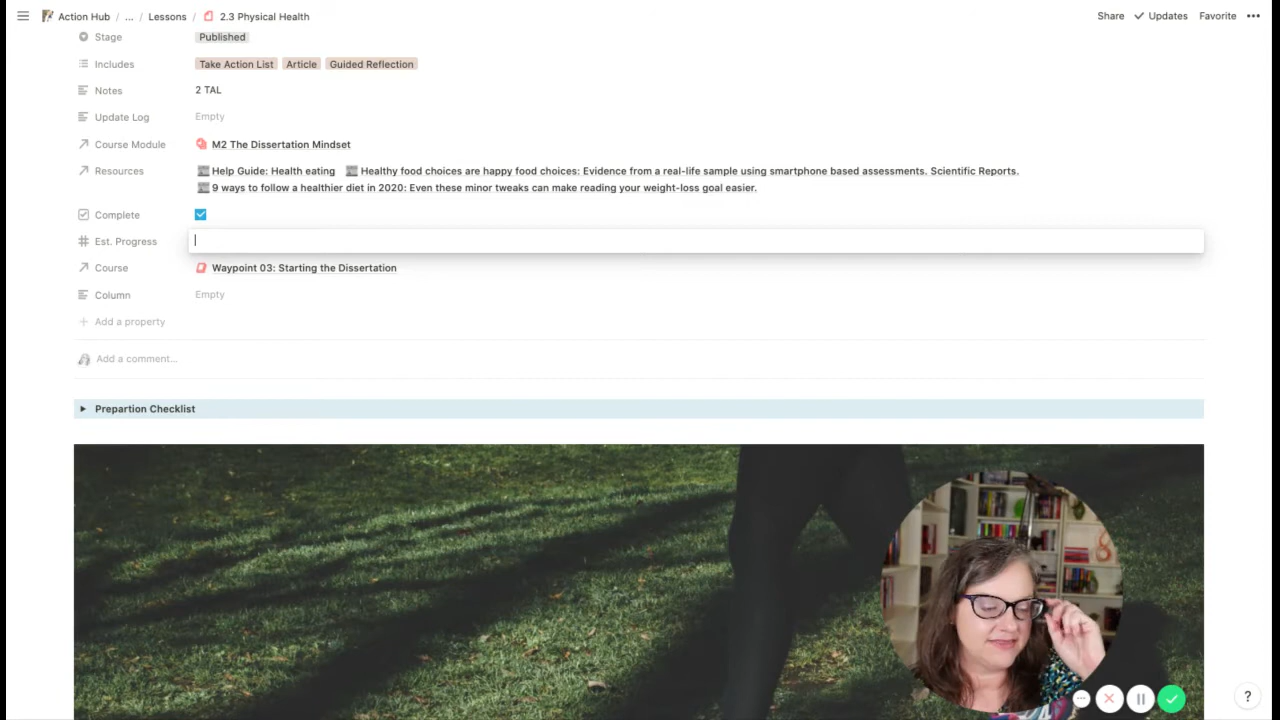 Action Hub / ... / Lessons / 2.3 Physical Health Share Updates Favorite •••
Stage Published
Includes Take Action List Article Guided Reflection
Notes 2 TAL
Update Log Empty
Course Module M2 The Dissertation Mindset
Resources Help Guide: Health eating Healthy food choices are happy food choices: Evidence from a real-life sample using smartphone based assessments. Scientific Reports.
9 ways to follow a healthier diet in 2020: Even these minor tweaks can make reading your weight-loss goal easier.
Complete
Est. Progress
Course Waypoint 03: Starting the Dissertation
Column Empty
Add a property
Add a comment...
Prepartion Checklist
?